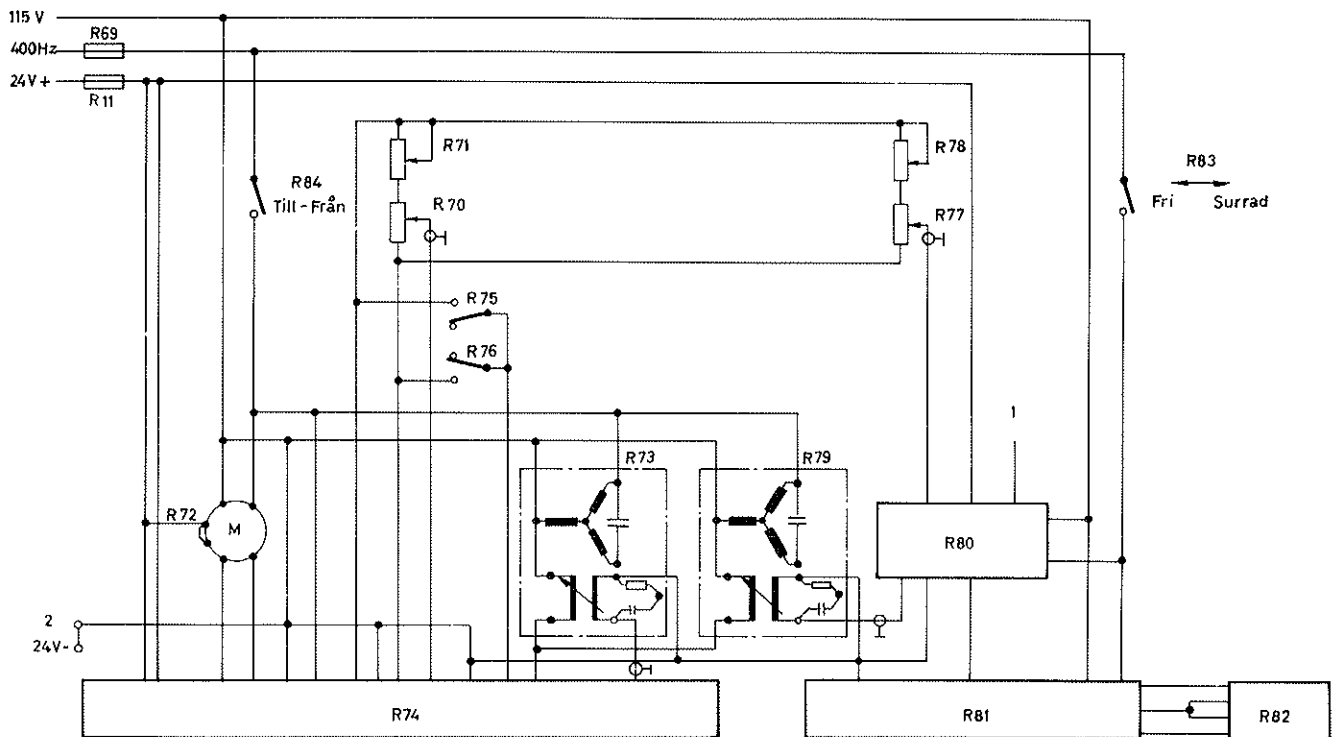 115 V
400Hz
R69
24V+
R11
R71
R78
R83
R84
Till - Från
Fri
Surrad
R70
R77
R75
R76
1
R73
R79
R72
M
R80
2
24V-
R74
R81
R82